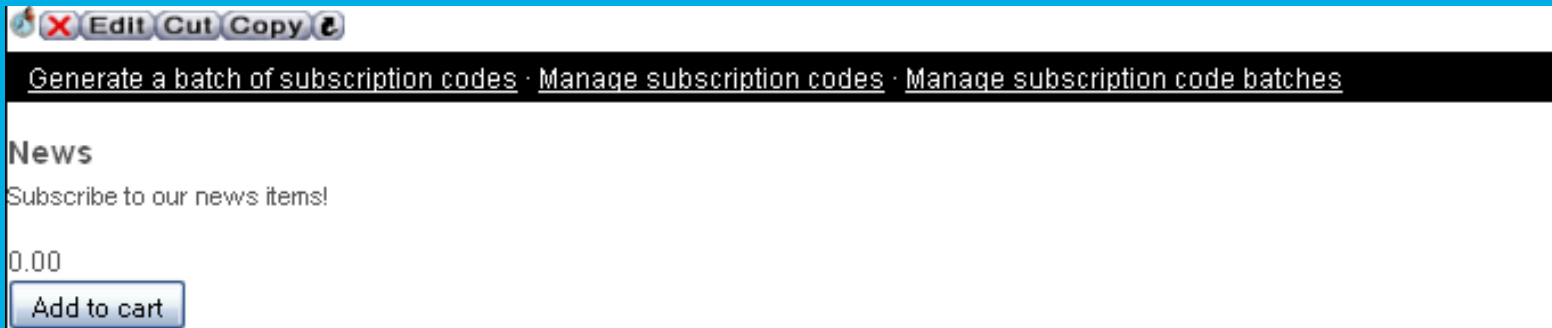 Edit Cut Copy
Generate a batch of subscription codes · Manage subscription codes · Manage subscription code batches
News
Subscribe to our news items!
0.00
Add to cart